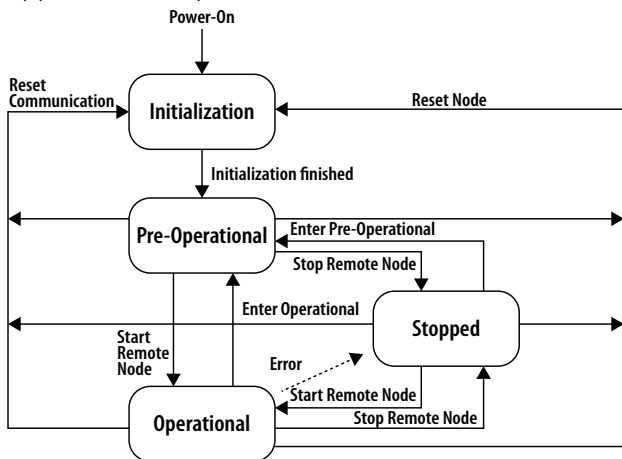 Power-On
Reset
Communication
Initialization
Reset Node
Initialization finished
Pre-Operational
Enter Pre-Operational
Stop Remote Node
Enter Operational
Stopped
Start
Remote
Node
Error
Start Remote Node
Operational
Stop Remote Node